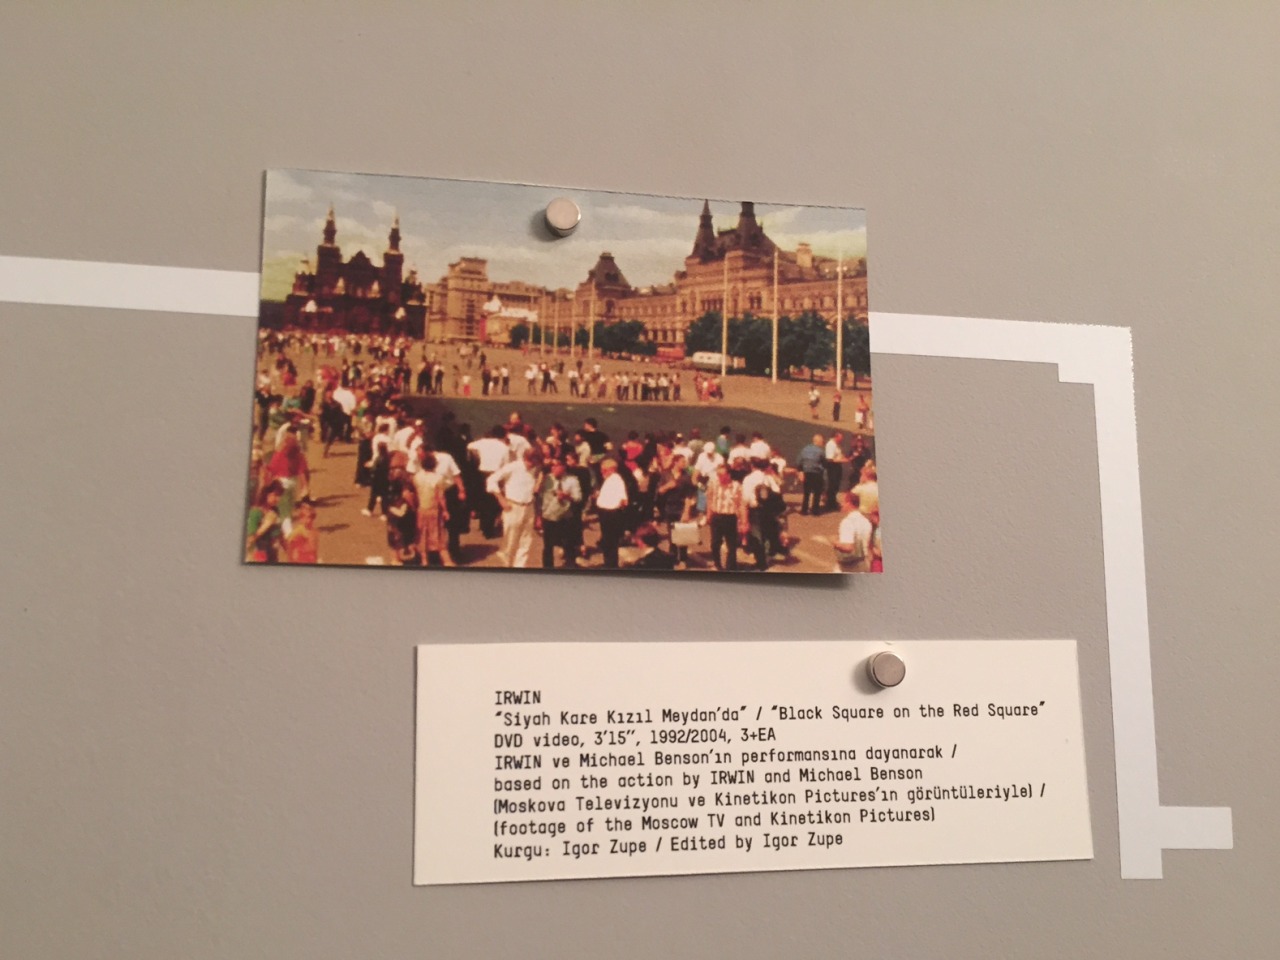 IRWIN
"Siyah Kare Kızıl Meydan'da" / "Black Square on the Red Square"
DVD video, 3'15'', 1992/2004, 3+EA
IRWIN ve Michael Benson'ın performansına dayanarak /
based on the action by IRWIN and Michael Benson
(Moskova Televizyonu ve Kinetikon Pictures'ın görüntüleriyle) /
(footage of the Moscow TV and Kinetikon Pictures)
Kurgu: Igor Zupe / Edited by Igor Zupe